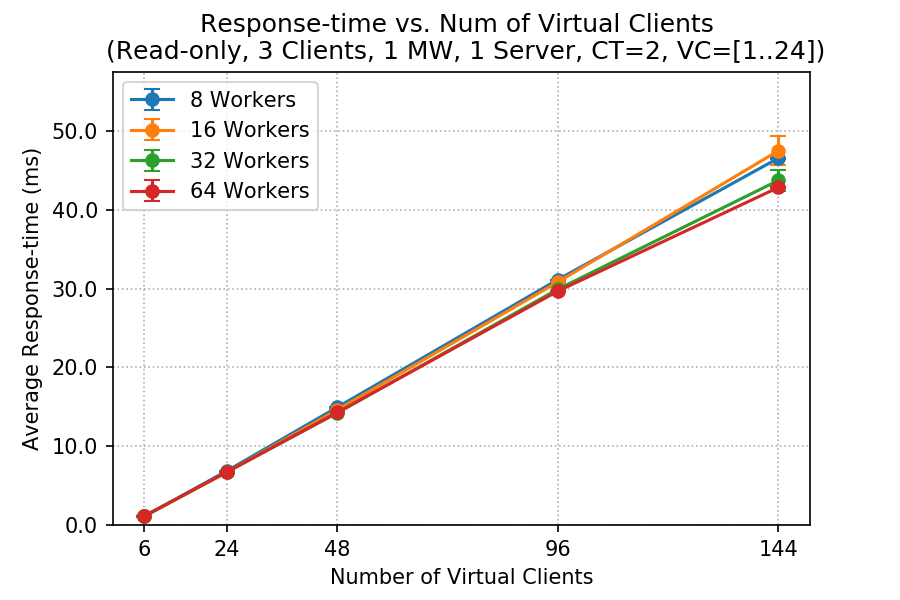 Response-time vs. Num of Virtual Clients
(Read-only, 3 Clients, 1 MW, 1 Server, CT=2, VC=[1..24])
8 Workers
16 Workers
32 Workers
64 Workers
Average Response-time (ms)
50.0
40.0
30.0
20.0
10.0
0.0
6 24 48 96 144
Number of Virtual Clients